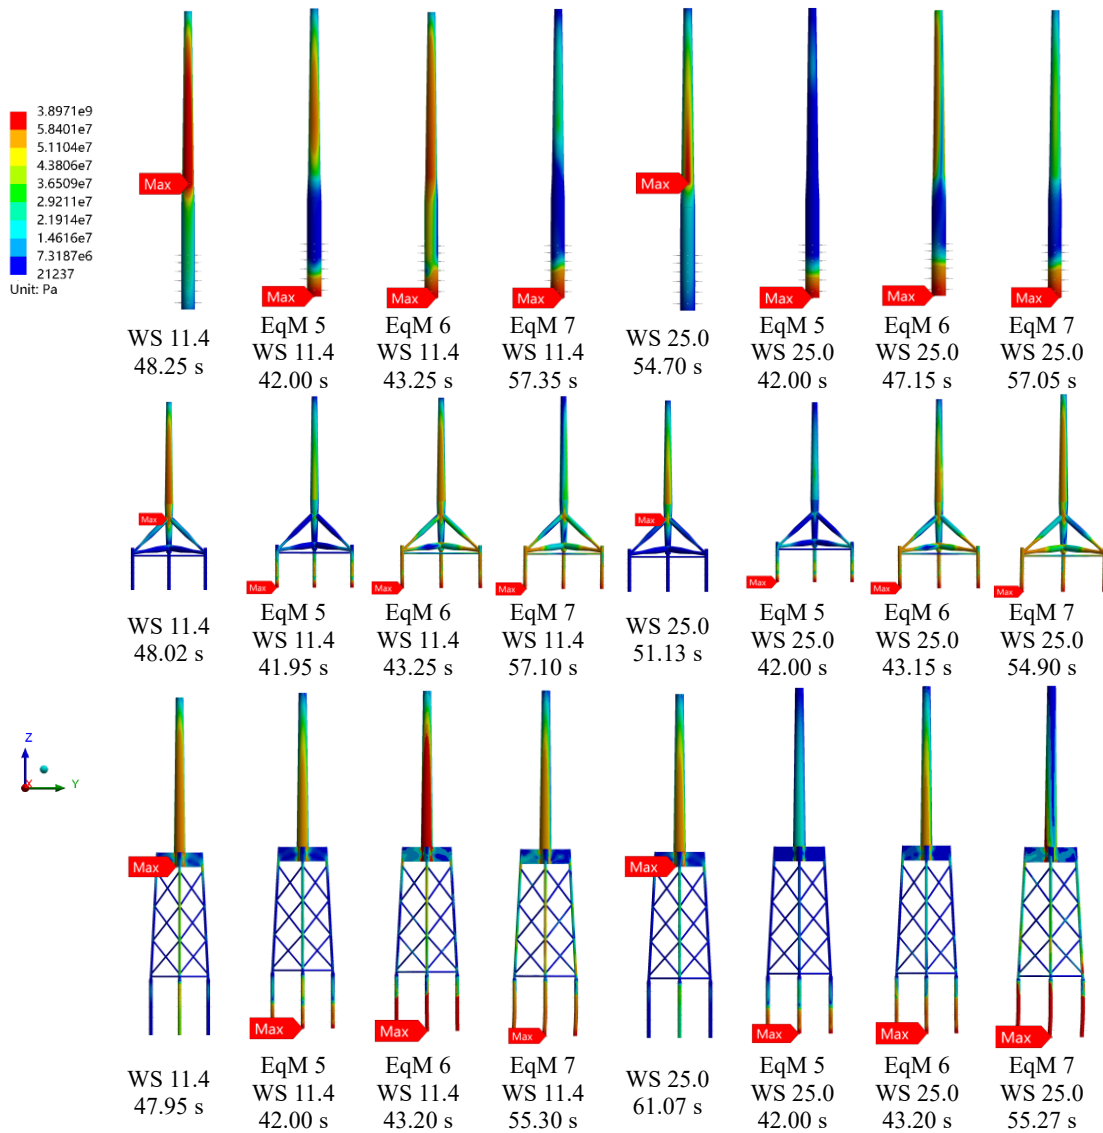 3.8971e9
5.8401e7
5.1104e7
4.3806e7
3.6509e7
2.9211e7
2.1914e7
1.4616e7
7.3187e6
21237
Unit: Pa
Max
Max
Max
Max
Max
Max
Max
Max
WS 11.4
48.25 s
EqM 5
WS 11.4
42.00 s
EqM 6
WS 11.4
43.25 s
EqM 7
WS 11.4
57.35 s
WS 25.0
54.70 s
EqM 5
WS 25.0
42.00 s
EqM 6
WS 25.0
47.15 s
EqM 7
WS 25.0
57.05 s
Max
Max
Max
Max
Max
Max
Max
Max
WS 11.4
48.02 s
EqM 5
WS 11.4
41.95 s
EqM 6
WS 11.4
43.25 s
EqM 7
WS 11.4
57.10 s
WS 25.0
51.13 s
EqM 5
WS 25.0
42.00 s
EqM 6
WS 25.0
43.15 s
EqM 7
WS 25.0
54.90 s
Z
X
Y
Max
Max
Max
Max
Max
Max
Max
Max
WS 11.4
47.95 s
EqM 5
WS 11.4
42.00 s
EqM 6
WS 11.4
43.20 s
EqM 7
WS 11.4
55.30 s
WS 25.0
61.07 s
EqM 5
WS 25.0
42.00 s
EqM 6
WS 25.0
43.20 s
EqM 7
WS 25.0
55.27 s